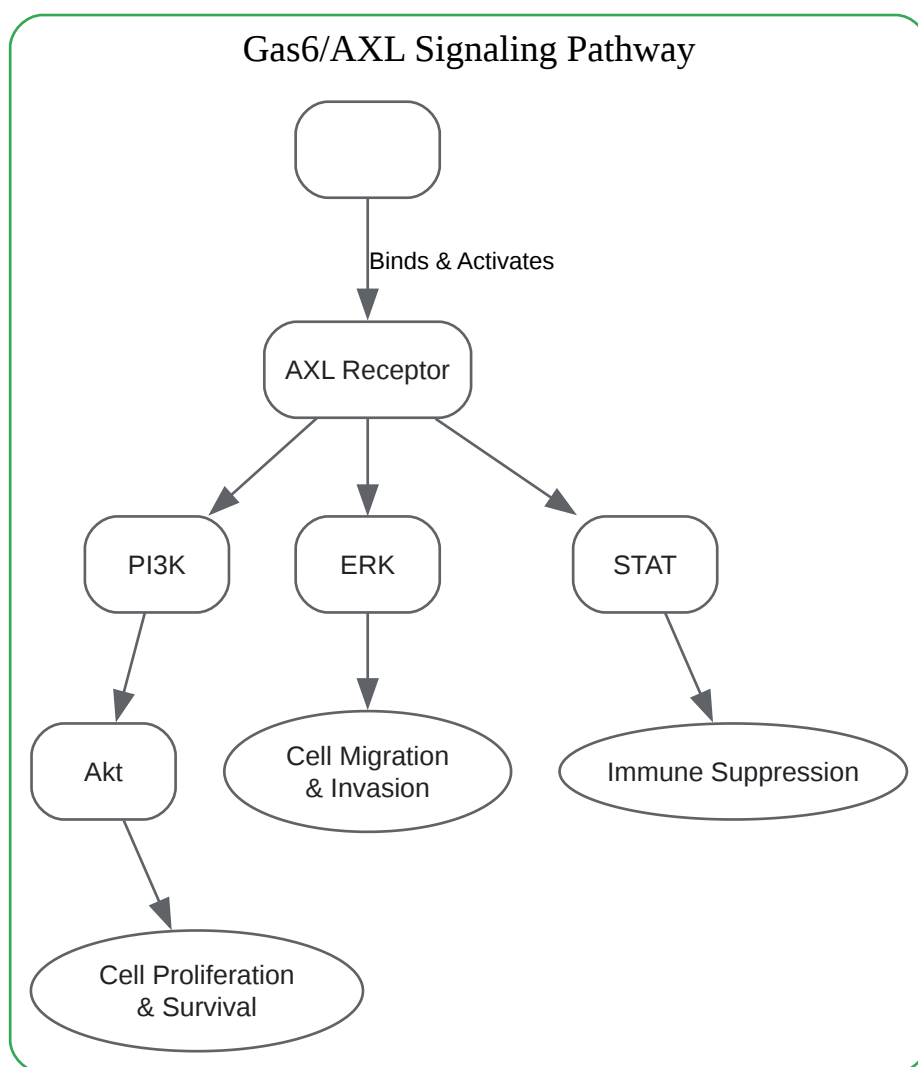 Gas6/AXL Signaling Pathway
Binds & Activates
AXL Receptor
PI3K
ERK
STAT
Akt
Cell Migration
& Invasion
Immune Suppression
Cell Proliferation
& Survival